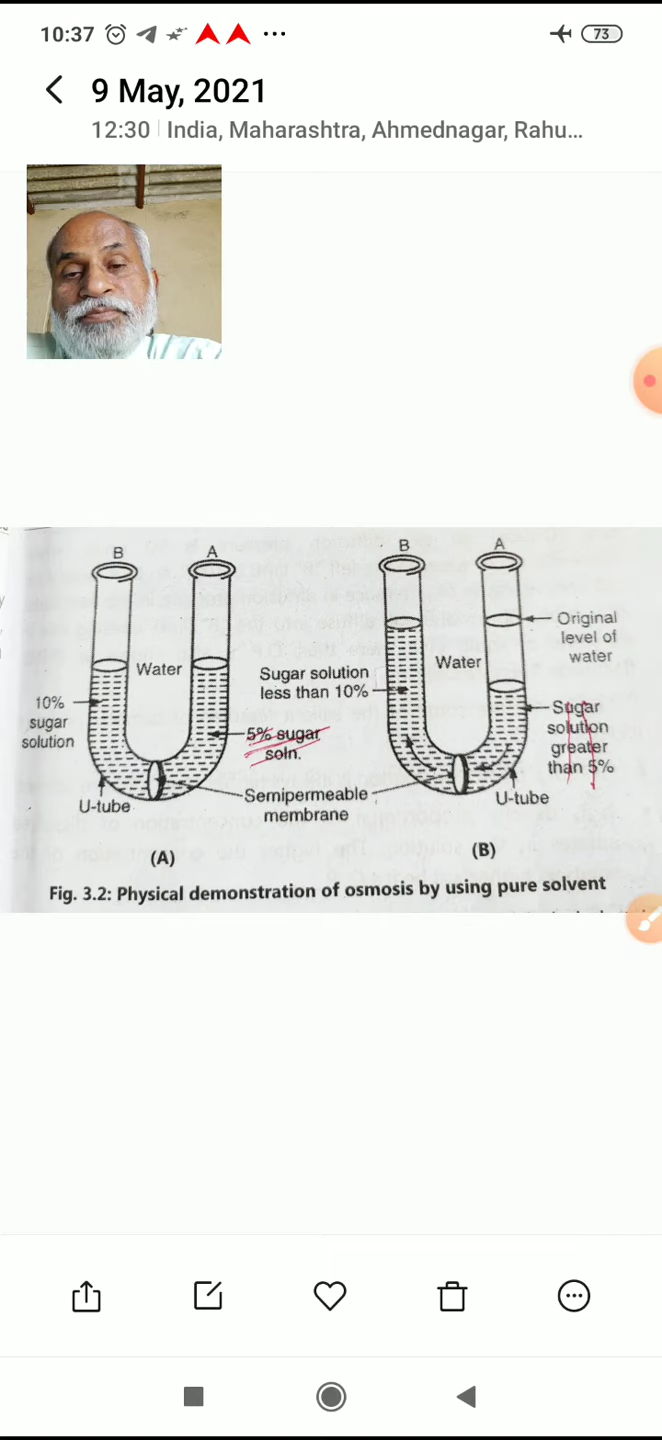 10:37
73
9 May, 2021
12:30 India, Maharashtra, Ahmednagar, Rahu...
B
A
B
A
Water
10%
sugar
solution
5% sugar
soln.
U-tube
Semipermeable
membrane
(A)
Sugar solution
less than 10%
Water
Original
level of
water
Sugar
solution
greater
than 5%
U-tube
(B)
Fig. 3.2: Physical demonstration of osmosis by using pure solvent